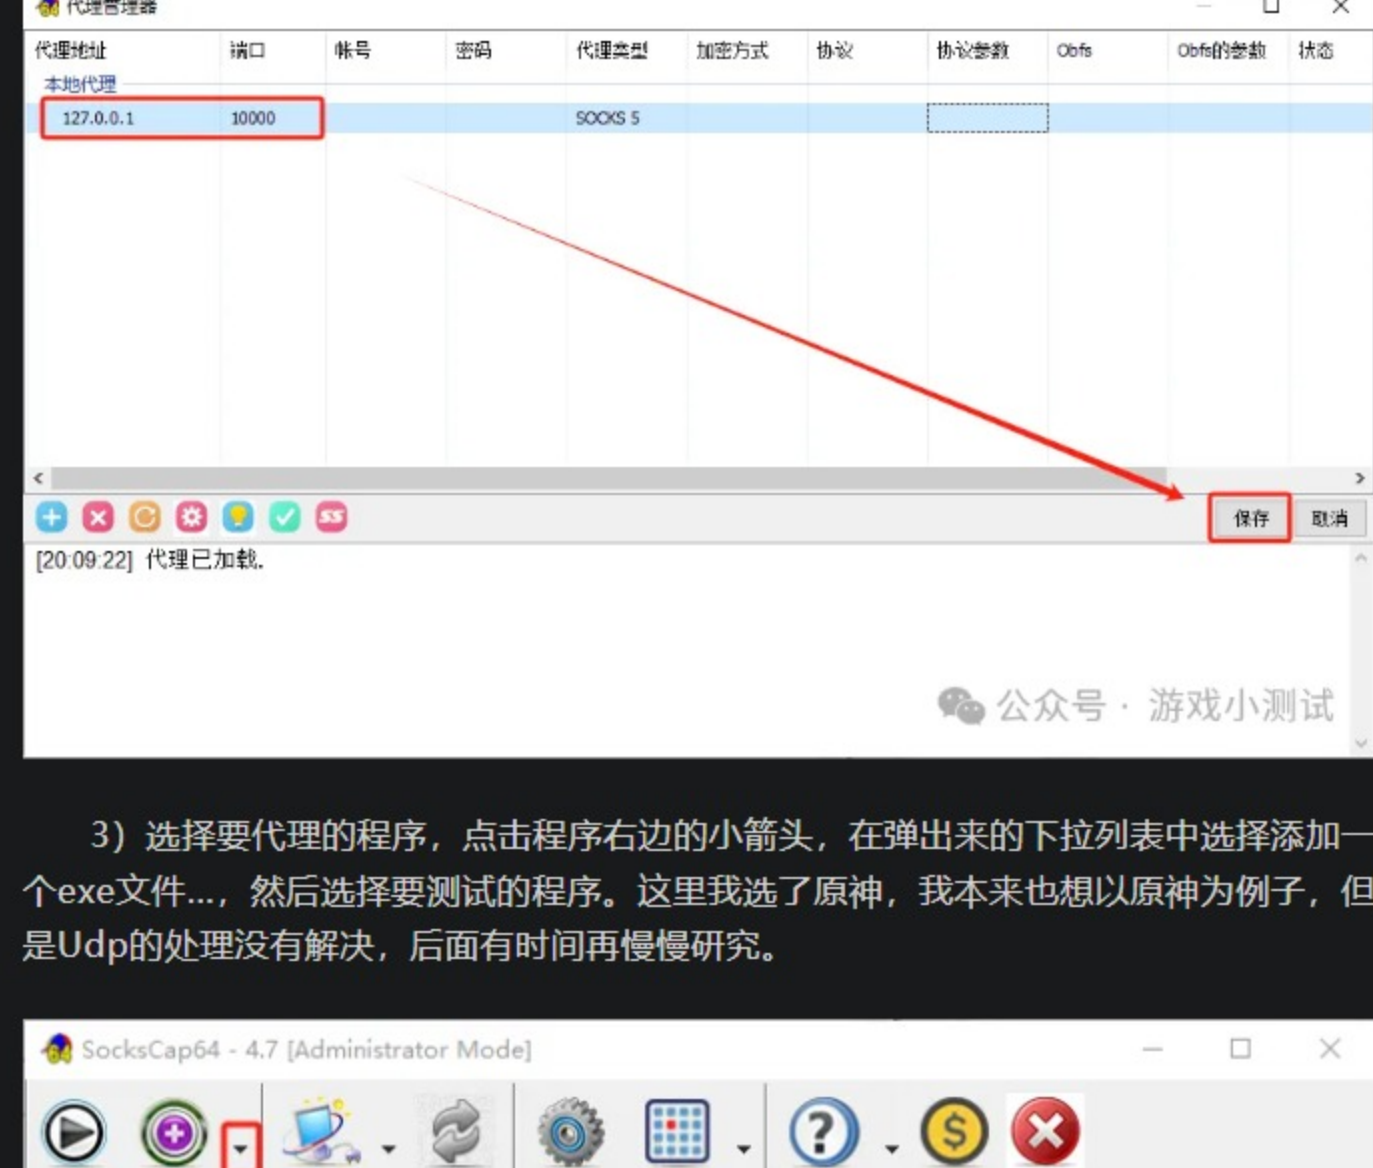 代理管理器
代理地址 端口 帐号 密码 代理类型 加密方式 协议 协议参数 Obfs Obfs的参数 状态
本地代理
127.0.0.1 10000 SOCKS 5
SS 保存 取消
[20:09:22] 代理已加载.
公众号 · 游戏小测试
3）选择要代理的程序，点击程序右边的小箭头，在弹出来的下拉列表中选择添加一
个exe文件...，然后选择要测试的程序。这里我选了原神，我本来也想以原神为例子，但
是Udp的处理没有解决，后面有时间再慢慢研究。
64 SocksCap64 - 4.7 [Administrator Mode]